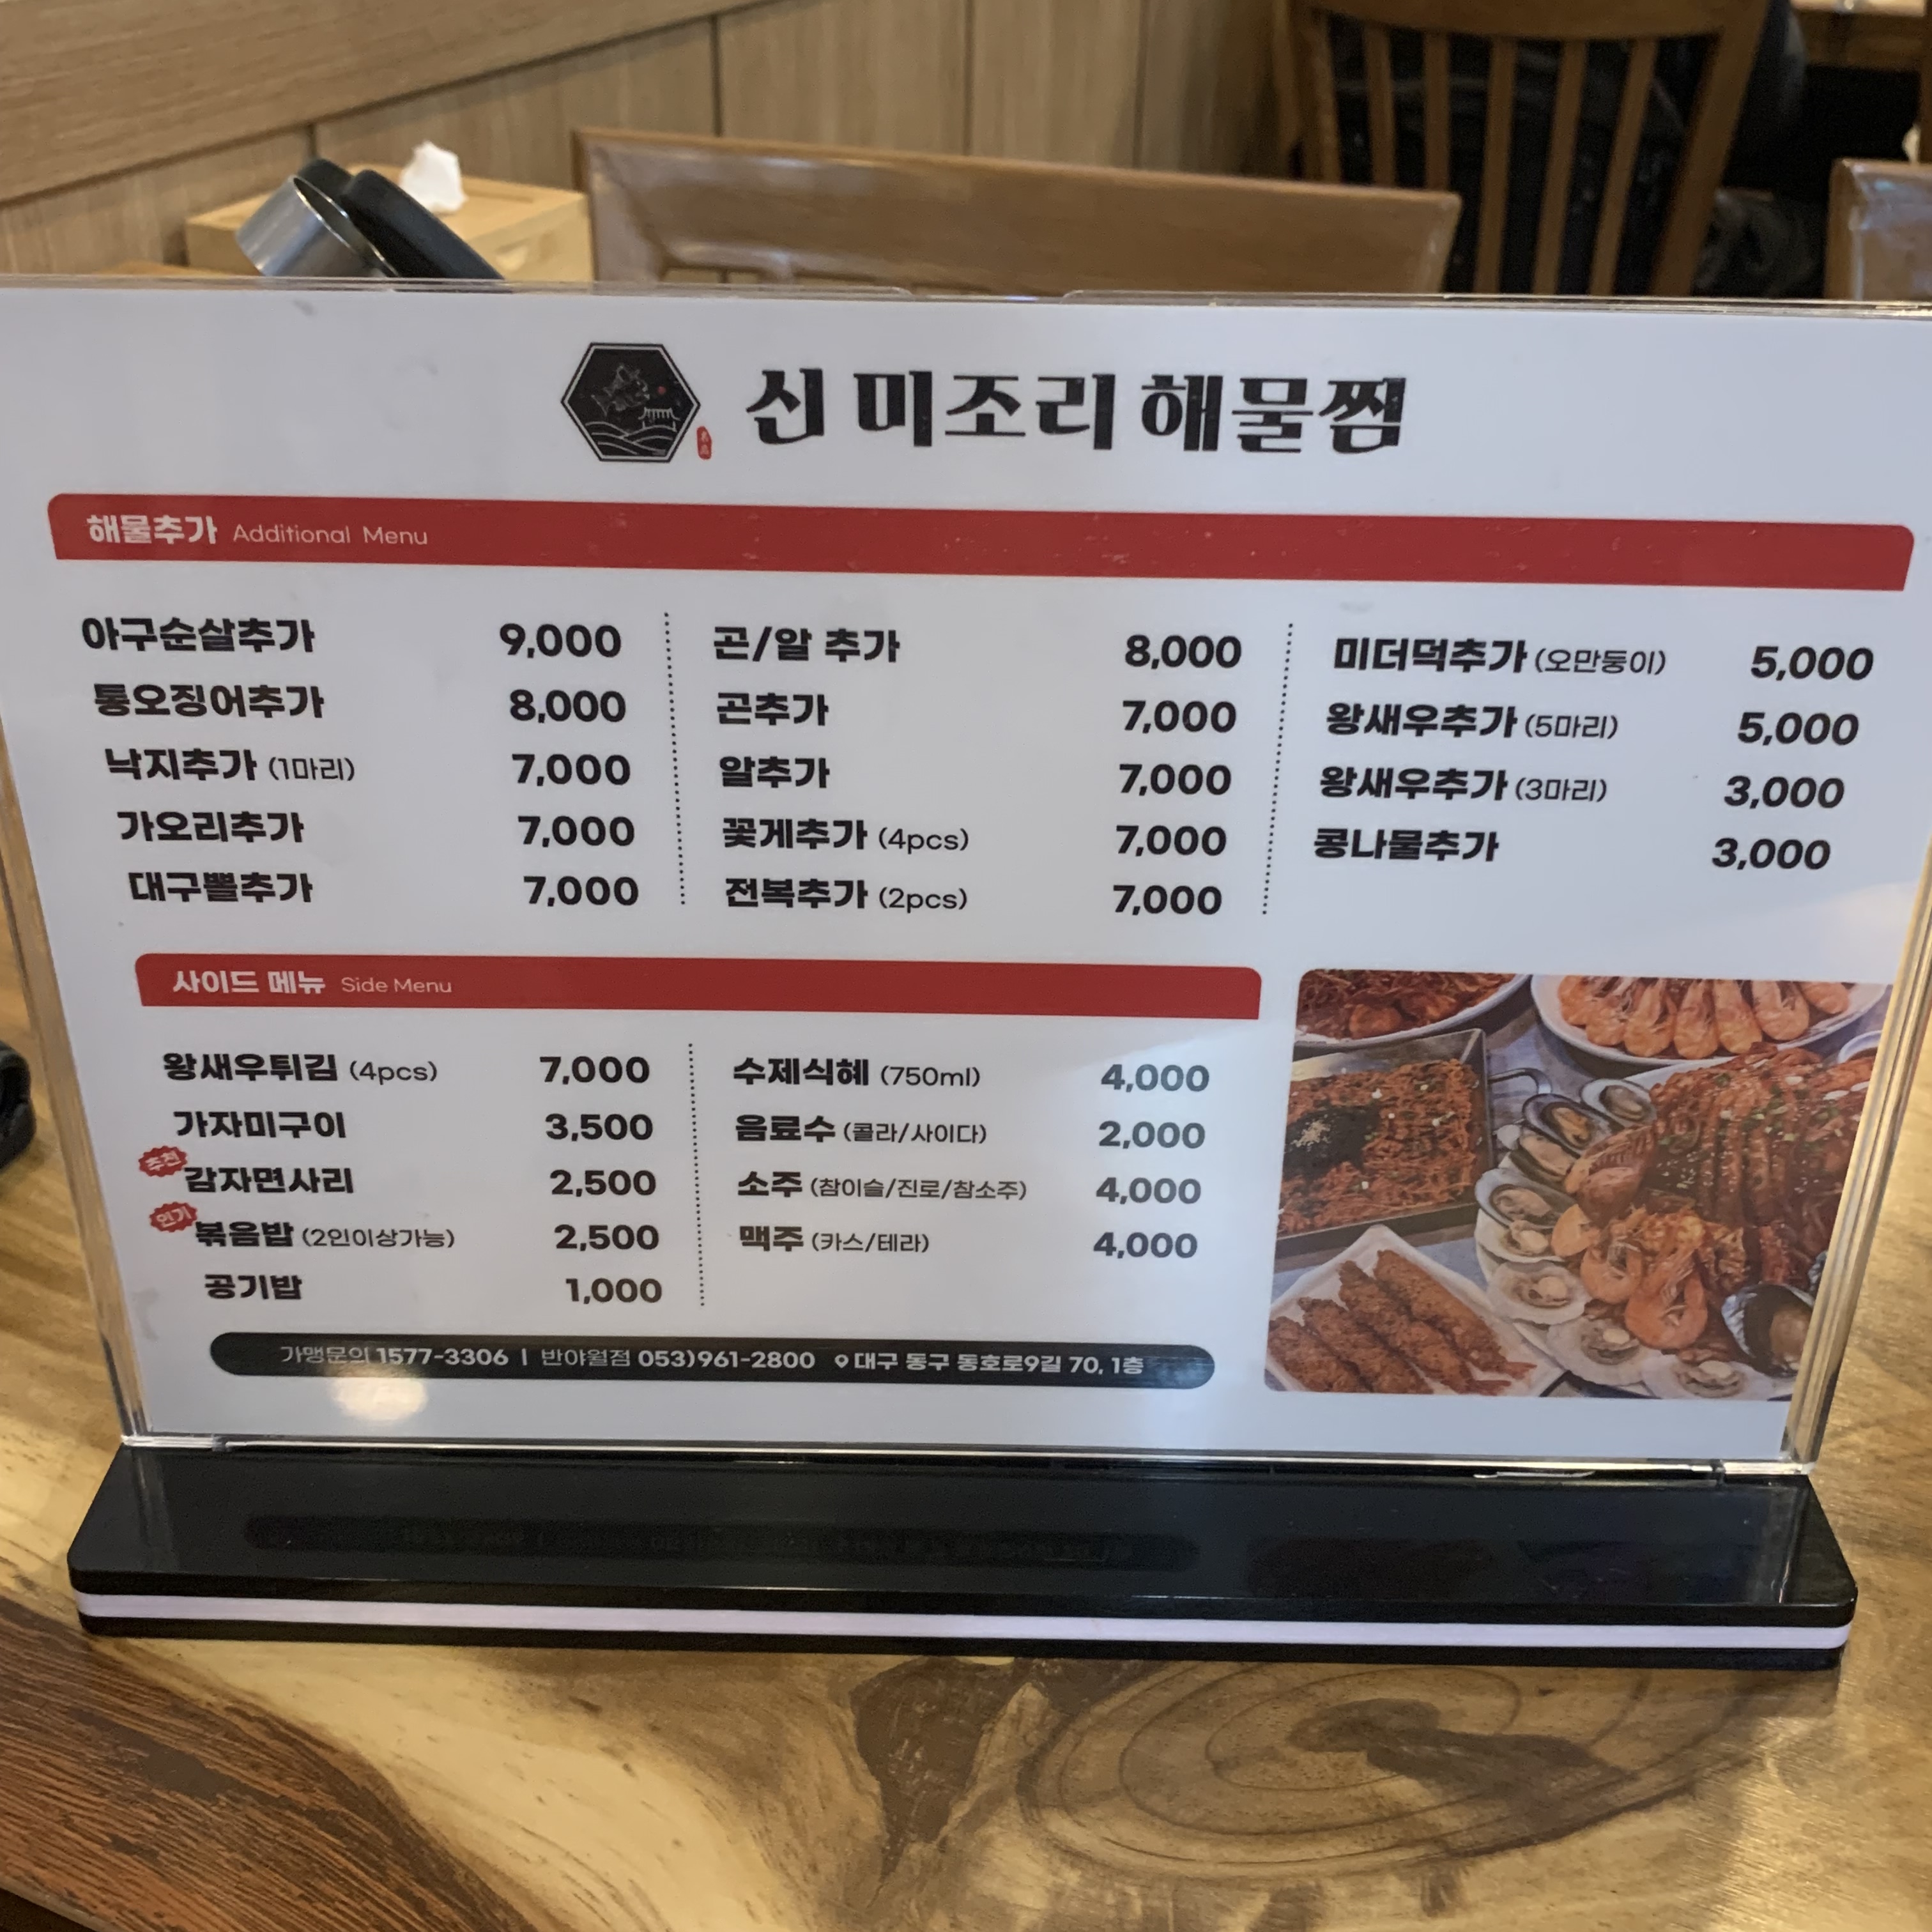 신 미조리 해물찜
해물추가 Additional Menu
아구순살추가 9,000
통오징어추가 8,000
낙지추가 (1마리) 7,000
가오리추가 7,000
대구뽈추가 7,000
곤/알 추가 8,000
곤추가 7,000
알추가 7,000
꽃게추가 (4pcs) 7,000
전복추가 (2pcs) 7,000
미더덕추가 (오만둥이) 5,000
왕새우추가 (5마리) 5,000
왕새우추가 (3마리) 3,000
콩나물추가 3,000
사이드 메뉴 Side Menu
왕새우튀김 (4pcs) 7,000
가자미구이 3,500
추천 감자면사리 2,500
인기 볶음밥 (2인이상가능) 2,500
공기밥 1,000
수제식혜 (750ml) 4,000
음료수 (콜라/사이다) 2,000
소주 (참이슬/진로/참소주) 4,000
맥주 (카스/테라) 4,000
가맹문의 1577-3306 | 반야월점 053)961-2800 대구 동구 동호로9길 70, 1층